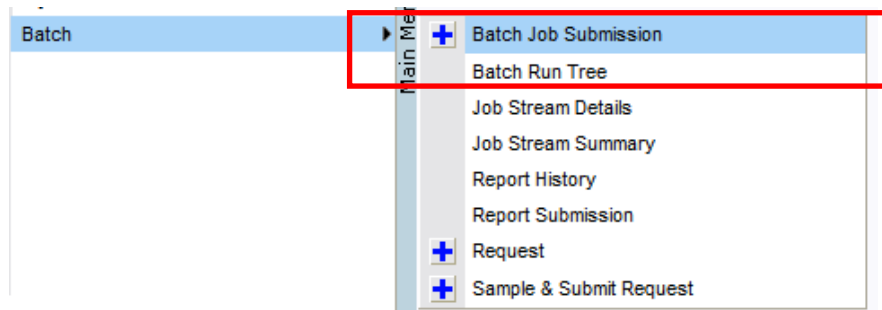 Batch
Main Men
Batch Job Submission
Batch Run Tree
Job Stream Details
Job Stream Summary
Report History
Report Submission
Request
Sample & Submit Request